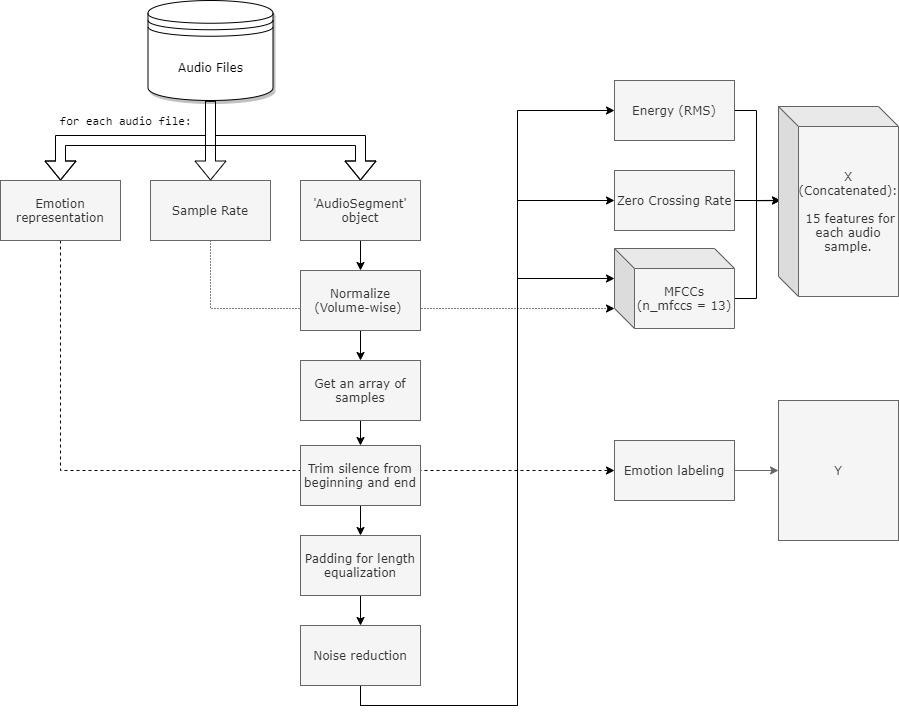 Audio Files
for each audio file:
Emotion
representation
Sample Rate
'AudioSegment'
object
Normalize
(Volume-wise)
Get an array of
samples
Trim silence from
beginning and end
Padding for length
equalization
Noise reduction
Energy (RMS)
Zero Crossing Rate
MFCCs
(n_mfccs = 13)
X
(Concatenated):
15 features for
each audio
sample.
Emotion labeling
Y